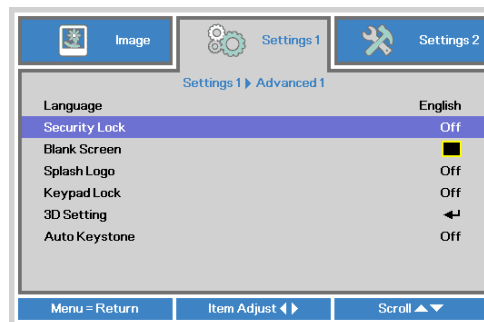 Image
Settings 1
Settings 2
Settings 1 Advanced 1
Language English
Security Lock Off
Blank Screen
Splash Logo Off
Keypad Lock Off
3D Setting
Auto Keystone Off
Menu = Return Item Adjust Scroll